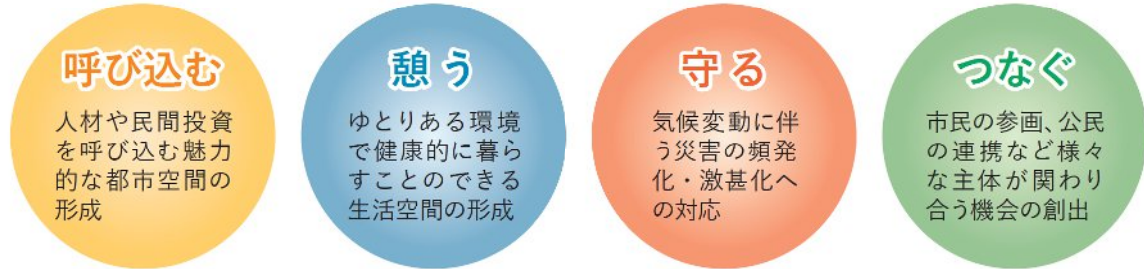 呼び込む
人材や民間投資
を呼び込む魅力
的な都市空間の
形成
憩う
ゆとりある環境
で健康的に暮ら
すことのできる
生活空間の形成
守る
気候変動に伴
う災害の頻発
化・激甚化へ
の対応
つなぐ
市民の参画、公民
の連携など様々
な主体が関わり
合う機会の創出